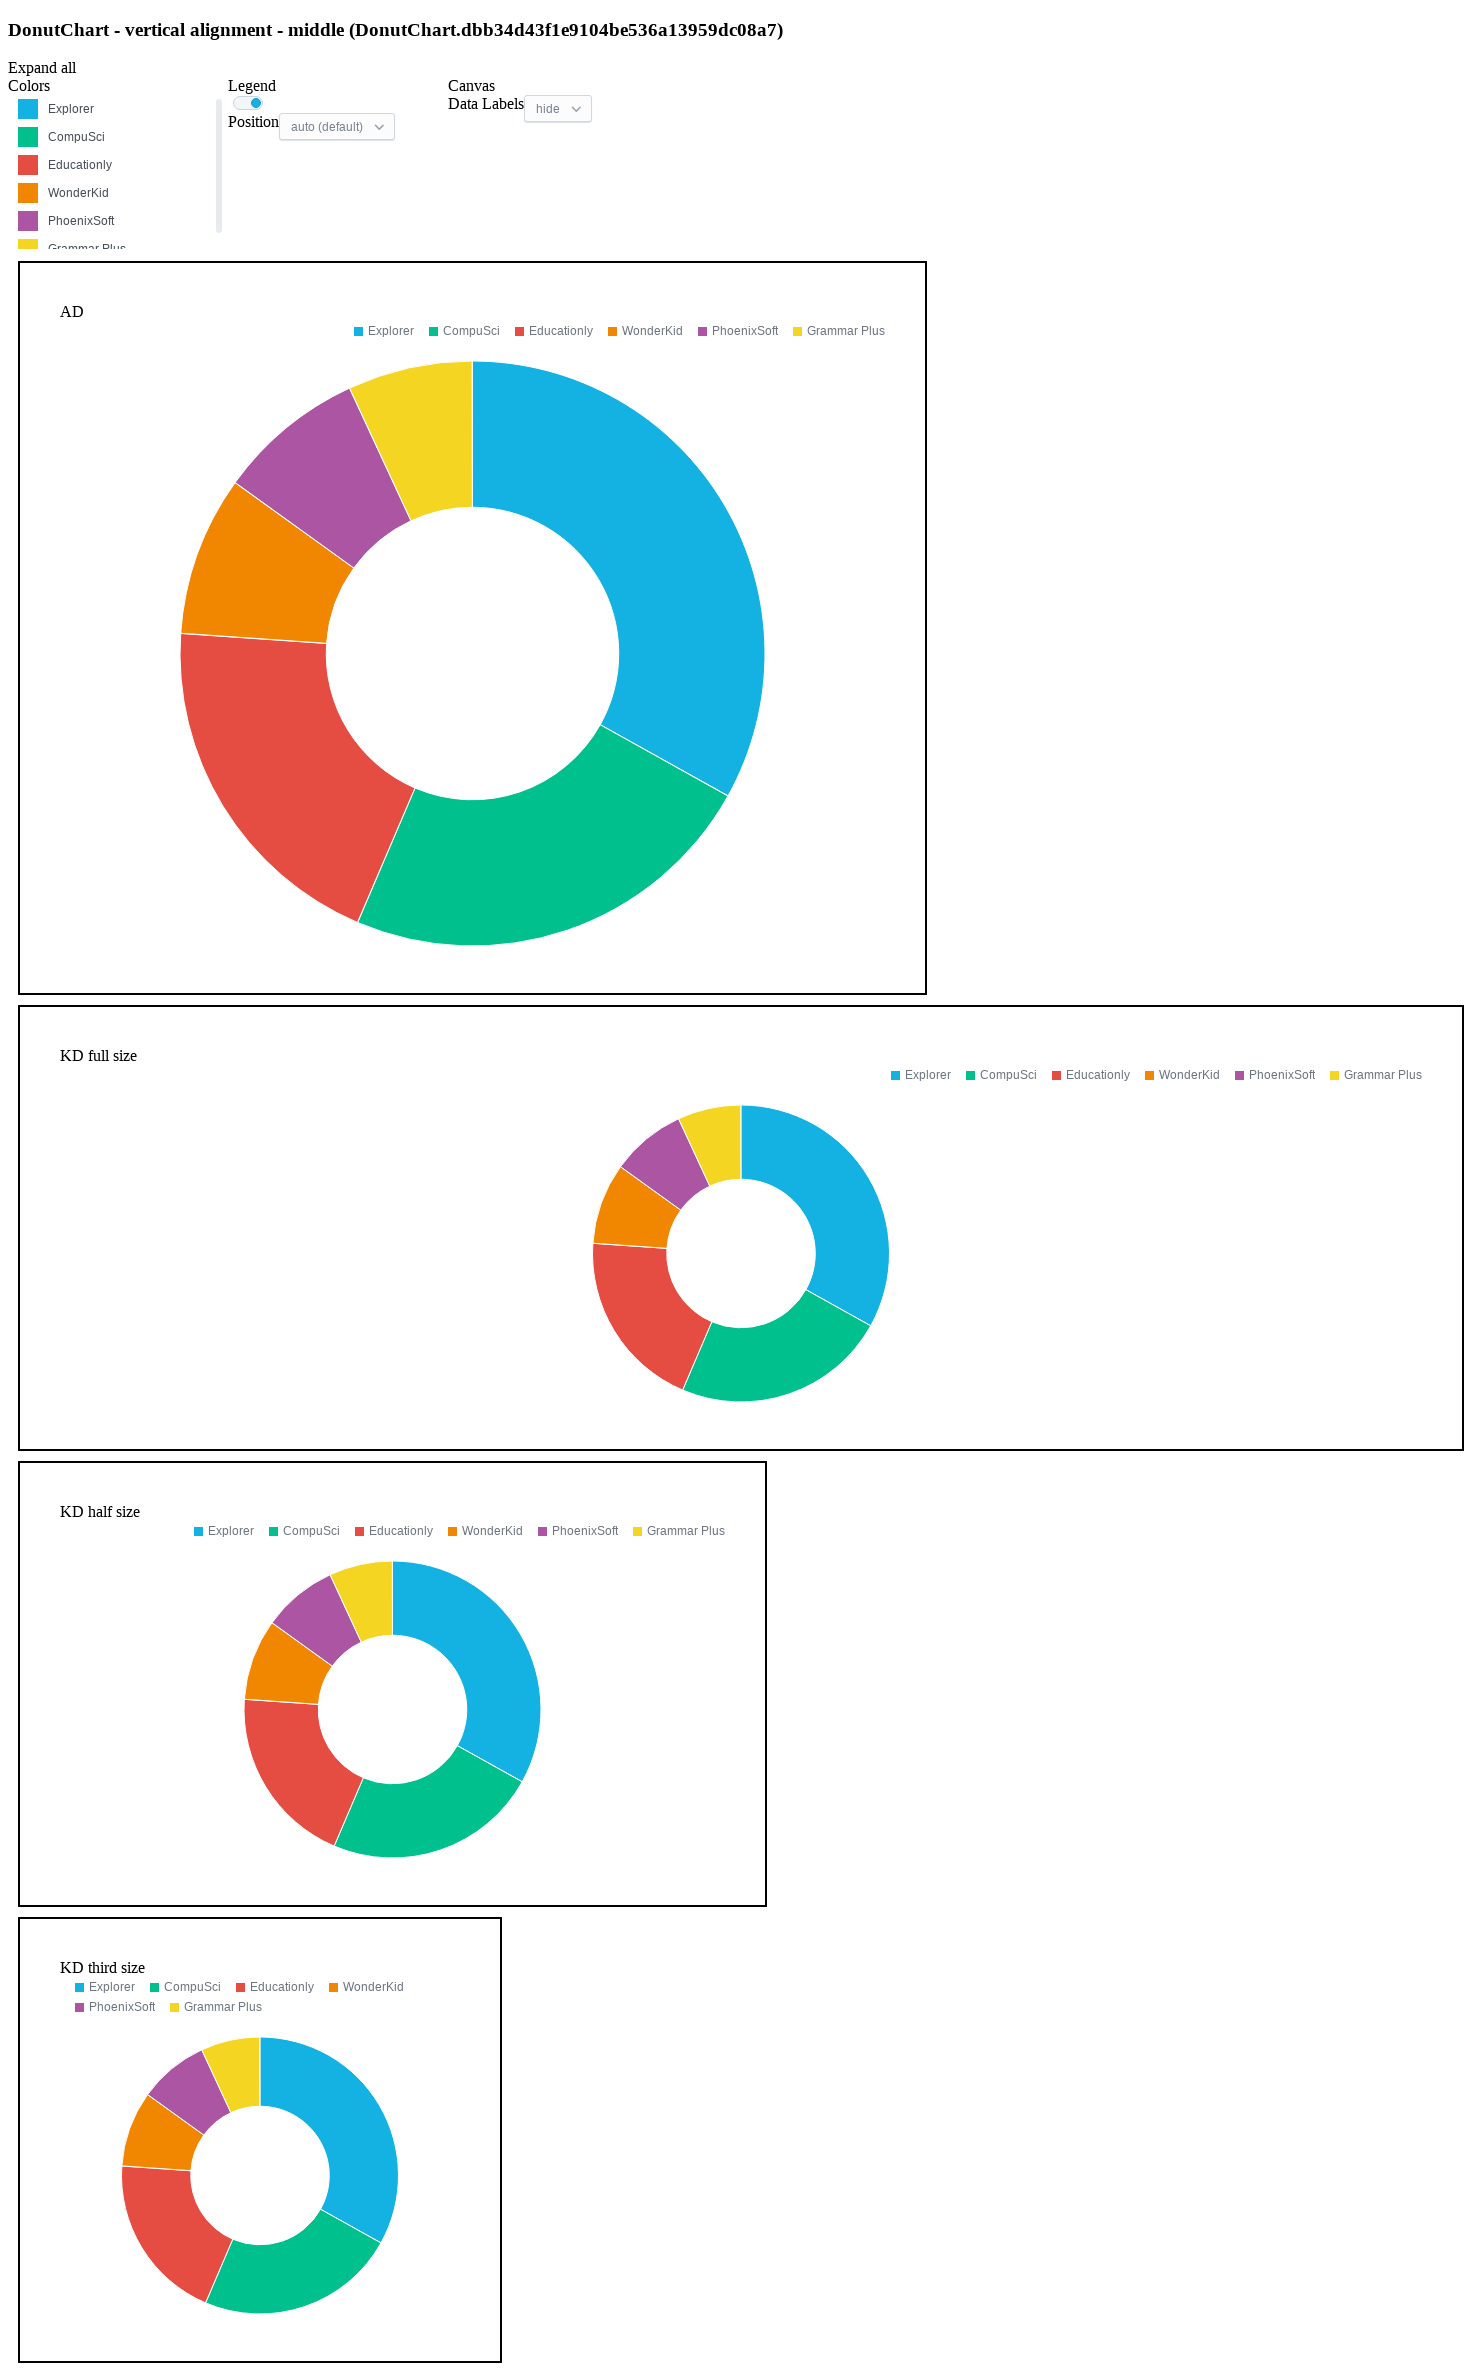 DonutChart - vertical alignment - middle (DonutChart.dbb34d43f1e9104be536a13959dc08a7)
Expand all
Colors
Explorer
CompuSci
Educationly
WonderKid
PhoenixSoft
Grammar Plus
Legend
Position auto (default)
Canvas
Data Labels hide
AD
Explorer CompuSci Educationly WonderKid PhoenixSoft Grammar Plus
KD full size
Explorer CompuSci Educationly WonderKid PhoenixSoft Grammar Plus
KD half size
Explorer CompuSci Educationly WonderKid PhoenixSoft Grammar Plus
KD third size
Explorer CompuSci Educationly WonderKid
PhoenixSoft Grammar Plus